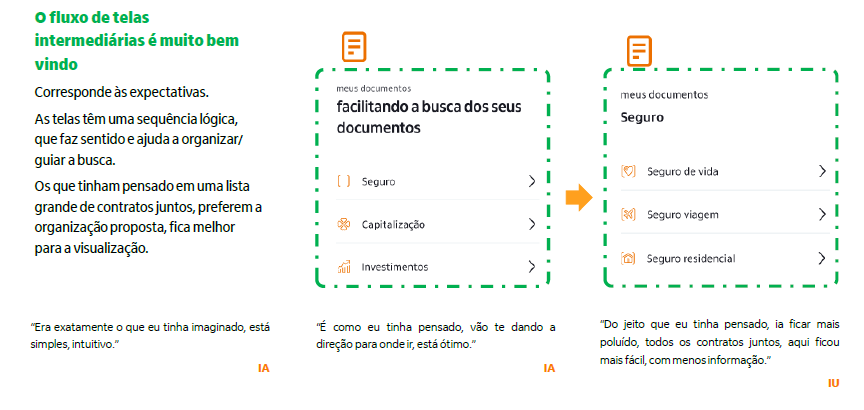 O fluxo de telas
intermediárias é muito bem
vindo
Corresponde às expectativas.
As telas têm uma sequência lógica,
que faz sentido e ajuda a organizar/
guiar a busca.
Os que tinham pensado em uma lista
grande de contratos juntos, preferem a
organização proposta, fica melhor
para a visualização.
“Era exatamente o que eu tinha imaginado, está
simples, intuitivo.”
IA
meus documentos
facilitando a busca dos seus
documentos
Seguro
Capitalização
Investimentos
“É como eu tinha pensado, vão te dando a
direção para onde ir, está ótimo.”
IA
meus documentos
Seguro
Seguro de vida
Seguro viagem
Seguro residencial
“Do jeito que eu tinha pensado, ia ficar mais
poluído, todos os contratos juntos, aqui ficou
mais fácil, com menos informação.”
IU